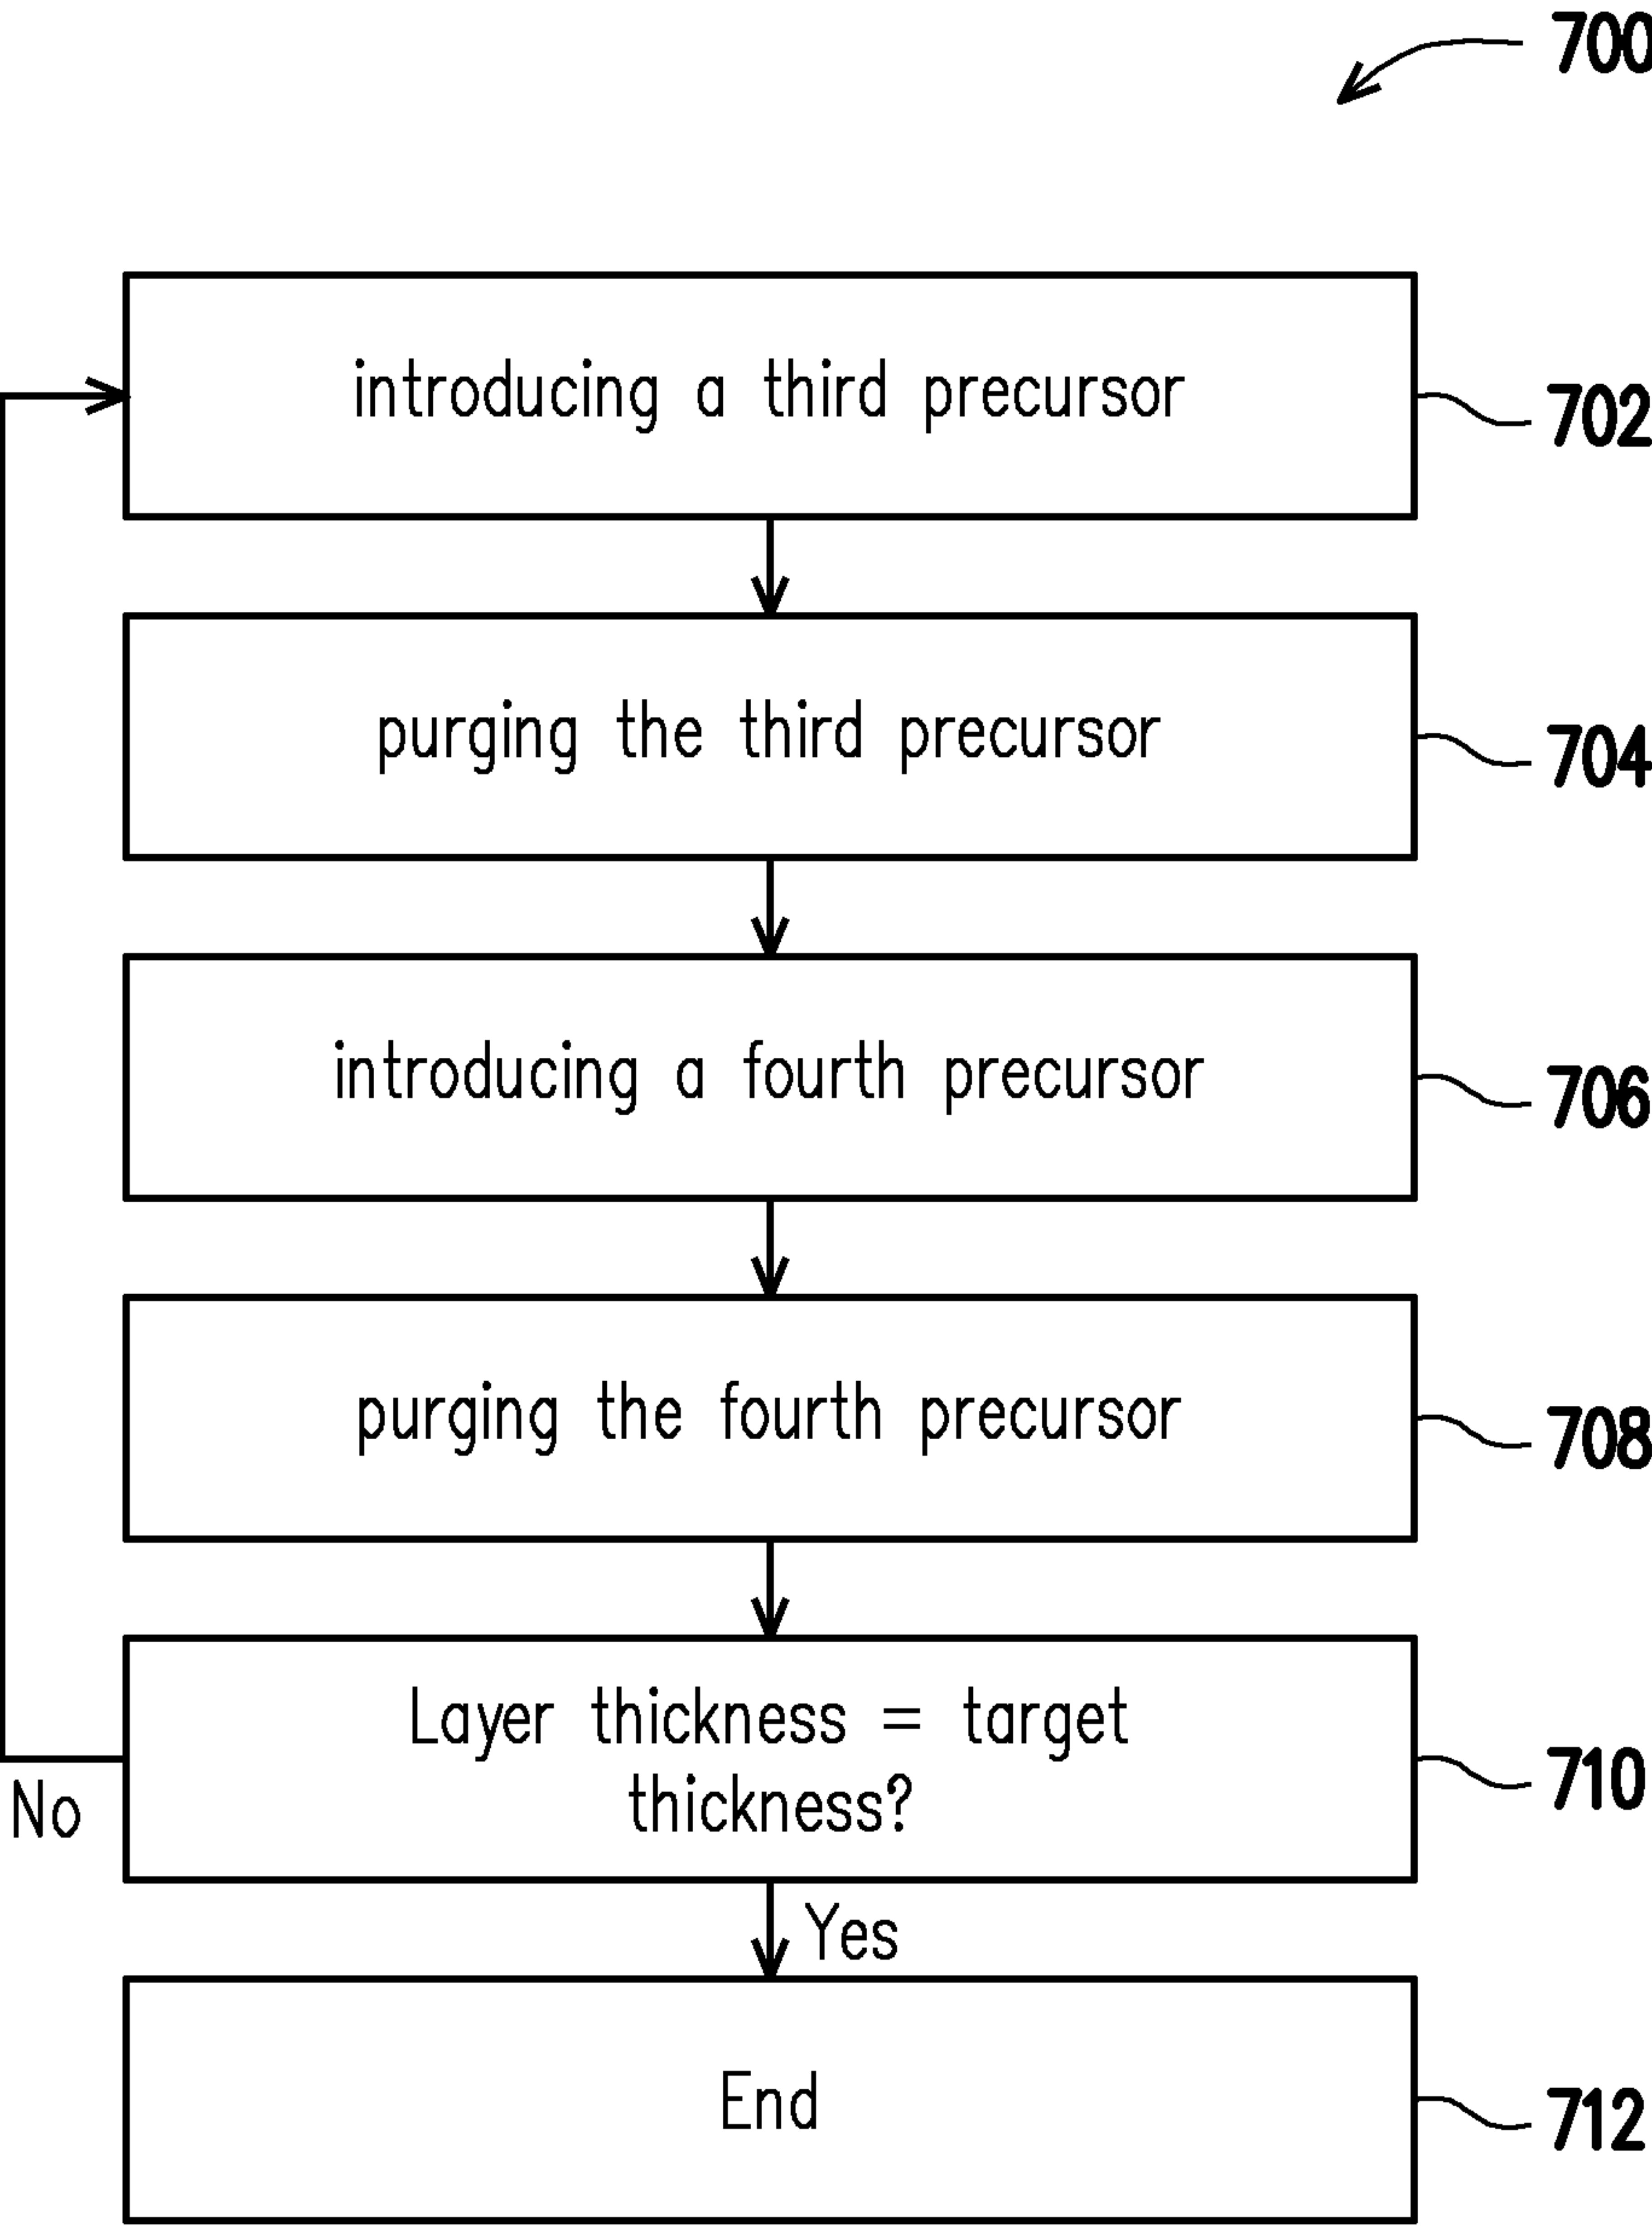 700
introducing a third precursor
702
purging the third precursor
704
introducing a fourth precursor
706
purging the fourth precursor
708
Layer thickness = target
thickness?
710
No
Yes
End
712